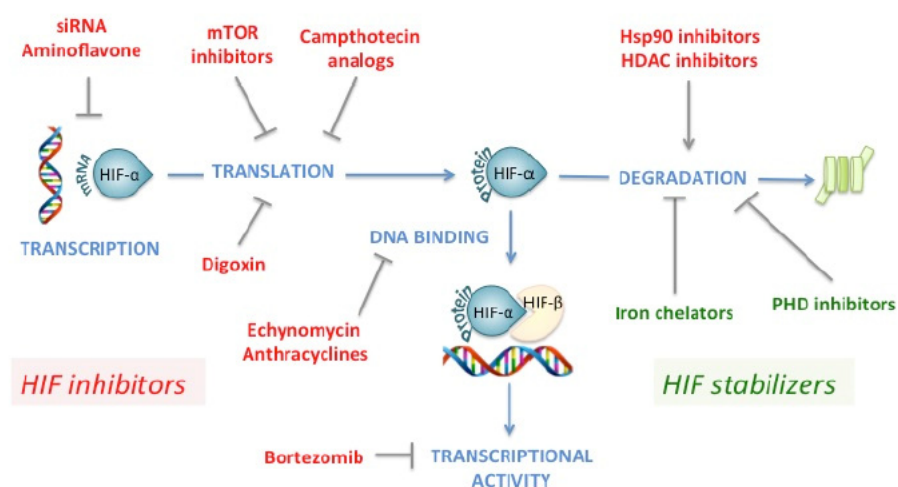 siRNA
Aminoflavone
mTOR
inhibitors
Campthotecin
analogs
Hsp90 inhibitors
HDAC inhibitors
mRNA
HIF-α
TRANSLATION
Protein
HIF-α
DEGRADATION
TRANSCRIPTION
DNA BINDING
Digoxin
Protein
HIF-α
HIF-β
Iron chelators
PHD inhibitors
Echynomycin
Anthracyclines
HIF inhibitors
HIF stabilizers
Bortezomib
TRANSCRIPTIONAL
ACTIVITY